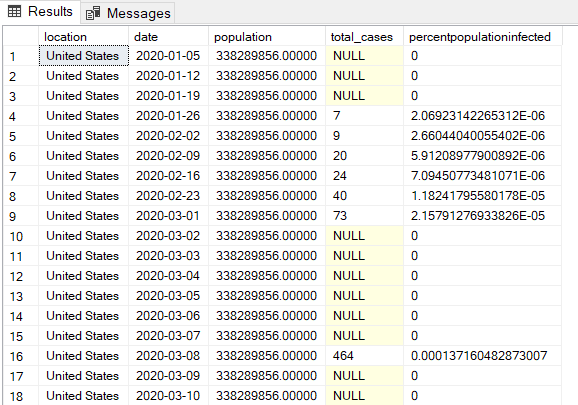 Results Messages
location date population total_cases percentpopulationinfected
1 United States 2020-01-05 338289856.00000 NULL 0
2 United States 2020-01-12 338289856.00000 NULL 0
3 United States 2020-01-19 338289856.00000 NULL 0
4 United States 2020-01-26 338289856.00000 7 2.06923142265312E-06
5 United States 2020-02-02 338289856.00000 9 2.66044040055402E-06
6 United States 2020-02-09 338289856.00000 20 5.91208977900892E-06
7 United States 2020-02-16 338289856.00000 24 7.09450773481071E-06
8 United States 2020-02-23 338289856.00000 40 1.18241795580178E-05
9 United States 2020-03-01 338289856.00000 73 2.15791276933826E-05
10 United States 2020-03-02 338289856.00000 NULL 0
11 United States 2020-03-03 338289856.00000 NULL 0
12 United States 2020-03-04 338289856.00000 NULL 0
13 United States 2020-03-05 338289856.00000 NULL 0
14 United States 2020-03-06 338289856.00000 NULL 0
15 United States 2020-03-07 338289856.00000 NULL 0
16 United States 2020-03-08 338289856.00000 464 0.000137160482873007
17 United States 2020-03-09 338289856.00000 NULL 0
18 United States 2020-03-10 338289856.00000 NULL 0